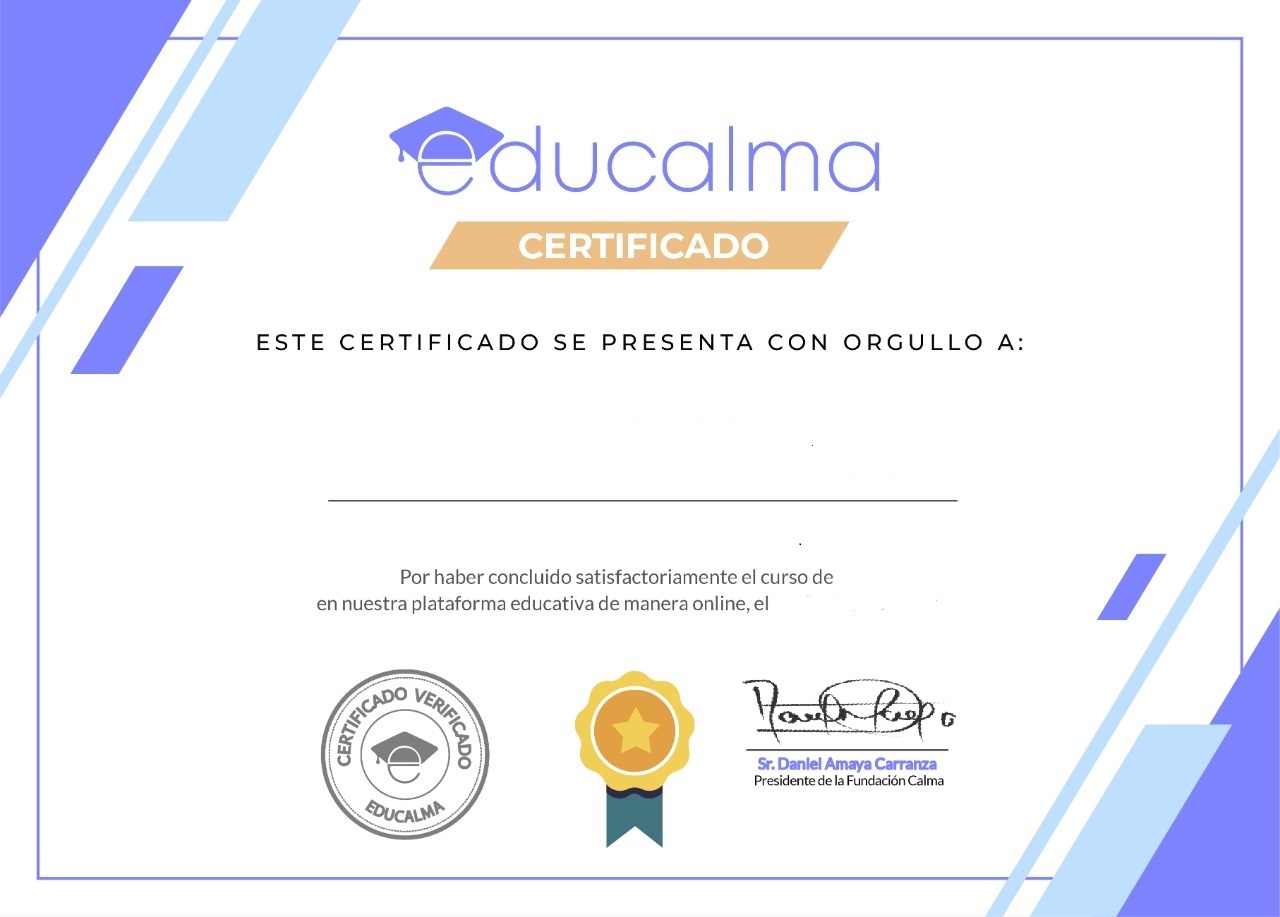 educalma
CERTIFICADO
ESTE CERTIFICADO SE PRESENTA CON ORGULLO A:
Por haber concluido satisfactoriamente el curso de
en nuestra plataforma educativa de manera online, el
CERTIFICADO VERIFICADO
EDUCALMA
Sr. Daniel Amaya Carranza
Presidente de la Fundación Calma